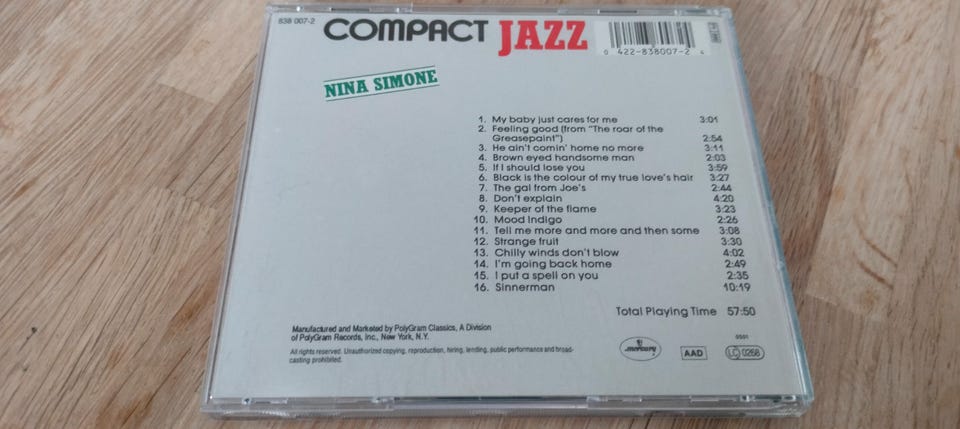 838 007-2
COMPACT JAZZ
0 422-838007-2
NINA SIMONE
1. My baby just cares for me 3:01
2. Feeling good (from "The roar of the
Greasepaint") 2:54
3. He ain't comin' home no more 3:11
4. Brown eyed handsome man 2:03
5. If I should lose you 3:59
6. Black is the colour of my true love's hair 3:27
7. The gal from Joe's 2:44
8. Don't explain 4:20
9. Keeper of the flame 3:23
10. Mood Indigo 2:26
11. Tell me more and more and then some 3:08
12. Strange fruit 3:30
13. Chilly winds don't blow 4:02
14. I'm going back home 2:49
15. I put a spell on you 2:35
16. Sinnerman 10:19
Total Playing Time 57:50
Manufactured and Marketed by PolyGram Classics, A Division
of PolyGram Records, Inc., New York, N.Y.
All rights reserved. Unauthorized copying, reproduction, hiring, lending, public performance and broad-
casting prohibited.
mercury
AAD
0501
LC 0268